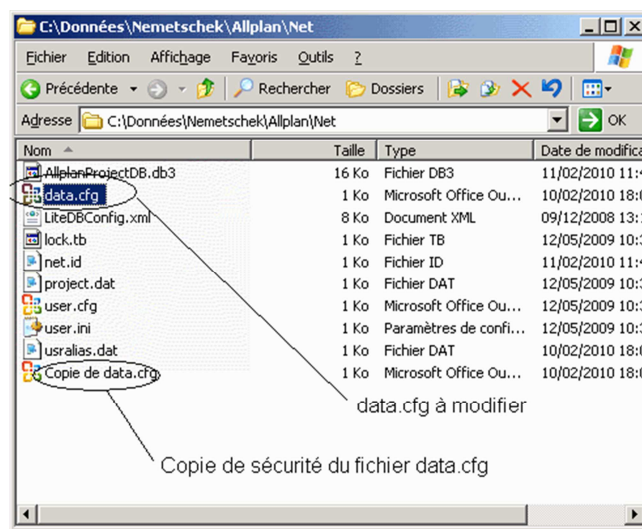 C:\Données\Nemetschek\Allplan\Net
Fichier Edition Affichage Favoris Outils ?
Précédente Rechercher Dossiers
Adresse C:\Données\Nemetschek\Allplan\Net OK
Nom Taille Type Date de modifica
AllplanProjectDB.db3 16 Ko Fichier DB3 11/02/2010 11:4
data.cfg 1 Ko Microsoft Office Ou... 10/02/2010 18:0
LiteDBConfig.xml 8 Ko Document XML 09/12/2008 13:1
lock.tb 1 Ko Fichier TB 12/05/2009 10:3
net.id 1 Ko Fichier ID 11/02/2010 11:4
project.dat 1 Ko Fichier DAT 12/05/2009 10:3
user.cfg 1 Ko Microsoft Office Ou... 12/05/2009 10:3
user.ini 1 Ko Paramètres de confi... 12/05/2009 10:3
usralias.dat 1 Ko Fichier DAT 10/02/2010 18:0
Copie de data.cfg 1 Ko Microsoft Office Ou... 10/02/2010 18:0
data.cfg à modifier
Copie de sécurité du fichier data.cfg